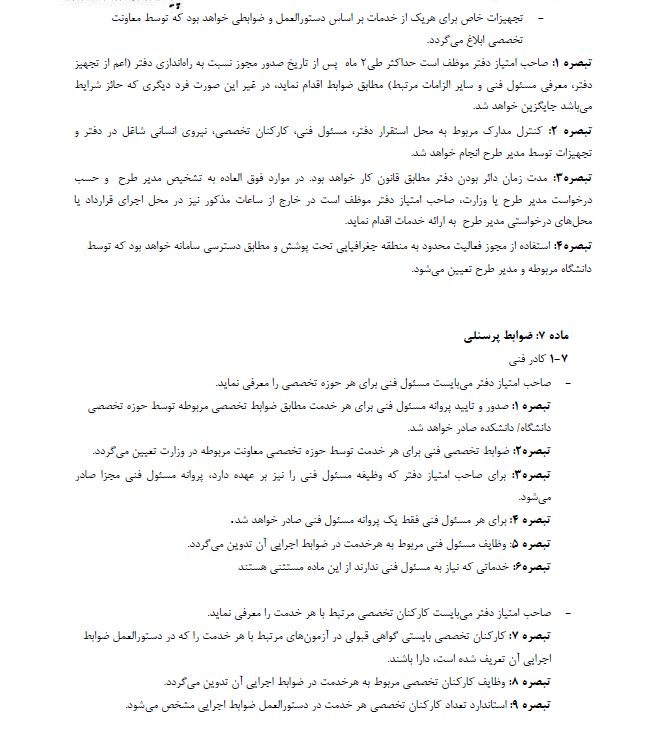 - تجهیزات خاص برای هریک از خدمات بر اساس دستورالعمل و ضوابطی خواهد بود که توسط معاونت
تخصصی ابلاغ می‌گردد.
تبصره ۱: صاحب امتیاز دفتر موظف است حداکثر طی۲ ماه پس از تاریخ صدور مجوز نسبت به راه‌اندازی دفتر (اعم از تجهیز
دفتر، معرفی مسئول فنی و سایر الزامات مرتبط) مطابق ضوابط اقدام نماید، در غیر این صورت فرد دیگری که حائز شرایط
می‌باشد جایگزین خواهد شد.
تبصره ۲: کنترل مدارک مربوط به محل استقرار دفتر، مسئول فنی، کارکنان تخصصی، نیروی انسانی شاغل در دفتر و
تجهیزات توسط مدیر طرح انجام خواهد شد.
تبصره۳: مدت زمان دائر بودن دفتر مطابق قانون کار خواهد بود. در موارد فوق العاده به تشخیص مدیر طرح و حسب
درخواست مدیر طرح یا وزارت، صاحب امتیاز دفتر موظف است در خارج از ساعات مذکور نیز در محل اجرای قرارداد یا
محل‌های درخواستی مدیر طرح به ارائه خدمات اقدام نماید.
تبصره۴: استفاده از مجوز فعالیت محدود به منطقه جغرافیایی تحت پوشش و مطابق دسترسی سامانه خواهد بود که توسط
دانشگاه مربوطه و مدیر طرح تعیین می‌شود.
ماده ۷: ضوابط پرسنلی
۷-۱ کادر فنی
- صاحب امتیاز دفتر می‌بایست مسئول فنی برای هر حوزه تخصصی را معرفی نماید.
تبصره ۱: صدور و تایید پروانه مسئول فنی برای هر خدمت مطابق ضوابط تخصصی مربوطه توسط حوزه تخصصی
دانشگاه/ دانشکده صادر خواهد شد.
تبصره۲: ضوابط تخصصی فنی برای هر خدمت توسط حوزه تخصصی معاونت مربوطه در وزارت تعیین می‌گردد.
تبصره۳: برای صاحب امتیاز دفتر که وظیفه مسئول فنی را نیز بر عهده دارد، پروانه مسئول فنی مجزا صادر
می‌شود.
تبصره ۴: برای هر مسئول فنی فقط یک پروانه مسئول فنی صادر خواهد شد.
تبصره ۵: وظایف مسئول فنی مربوط به هرخدمت در ضوابط اجرایی آن تدوین می‌گردد.
تبصره۶: خدماتی که نیاز به مسئول فنی ندارند از این ماده مستثنی هستند
- صاحب امتیاز دفتر می‌بایست کارکنان تخصصی مرتبط با هر خدمت را معرفی نماید.
تبصره ۷: کارکنان تخصصی بایستی گواهی قبولی در آزمون‌های مرتبط با هر خدمت را که در دستورالعمل ضوابط
اجرایی آن تعریف شده است، دارا باشند.
تبصره ۸: وظایف کارکنان تخصصی مربوط به هرخدمت در ضوابط اجرایی آن تدوین می‌گردد.
تبصره ۹: استاندارد تعداد کارکنان تخصصی هر خدمت در دستورالعمل ضوابط اجرایی مشخص می‌شود.